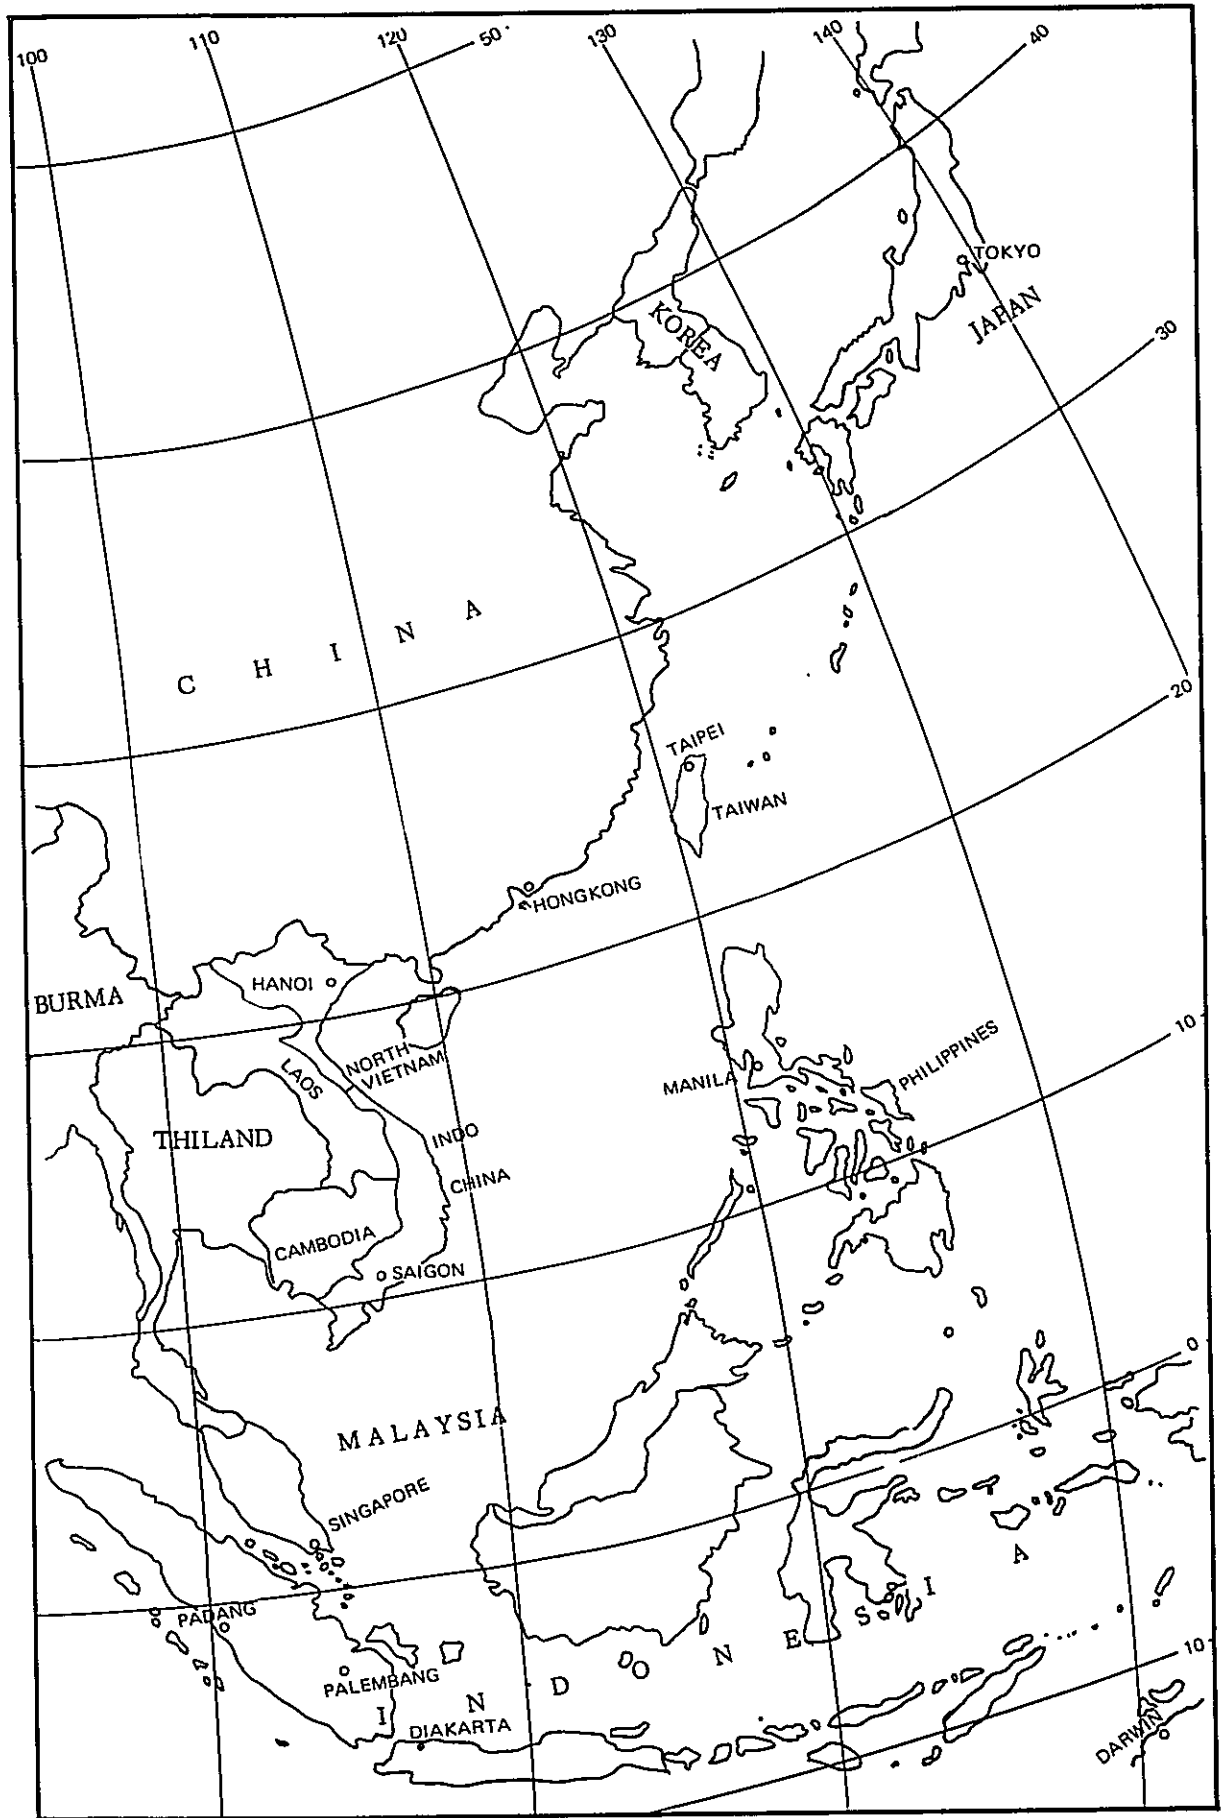 100
110
120
50
130
140
40
TOKYO
JAPAN
KOREA
30
C H I N A
20
TAIPEI
TAIWAN
HONGKONG
HANOI
BURMA
NORTH
VIETNAM
LAOS
10
PHILIPPINES
MANILA
THILAND
INDO
CHINA
CAMBODIA
SAIGON
0
MALAYSIA
SINGAPORE
PADANG
PALEMBANG
I N D O N E S I A
DIAKARTA
10
DARWIN